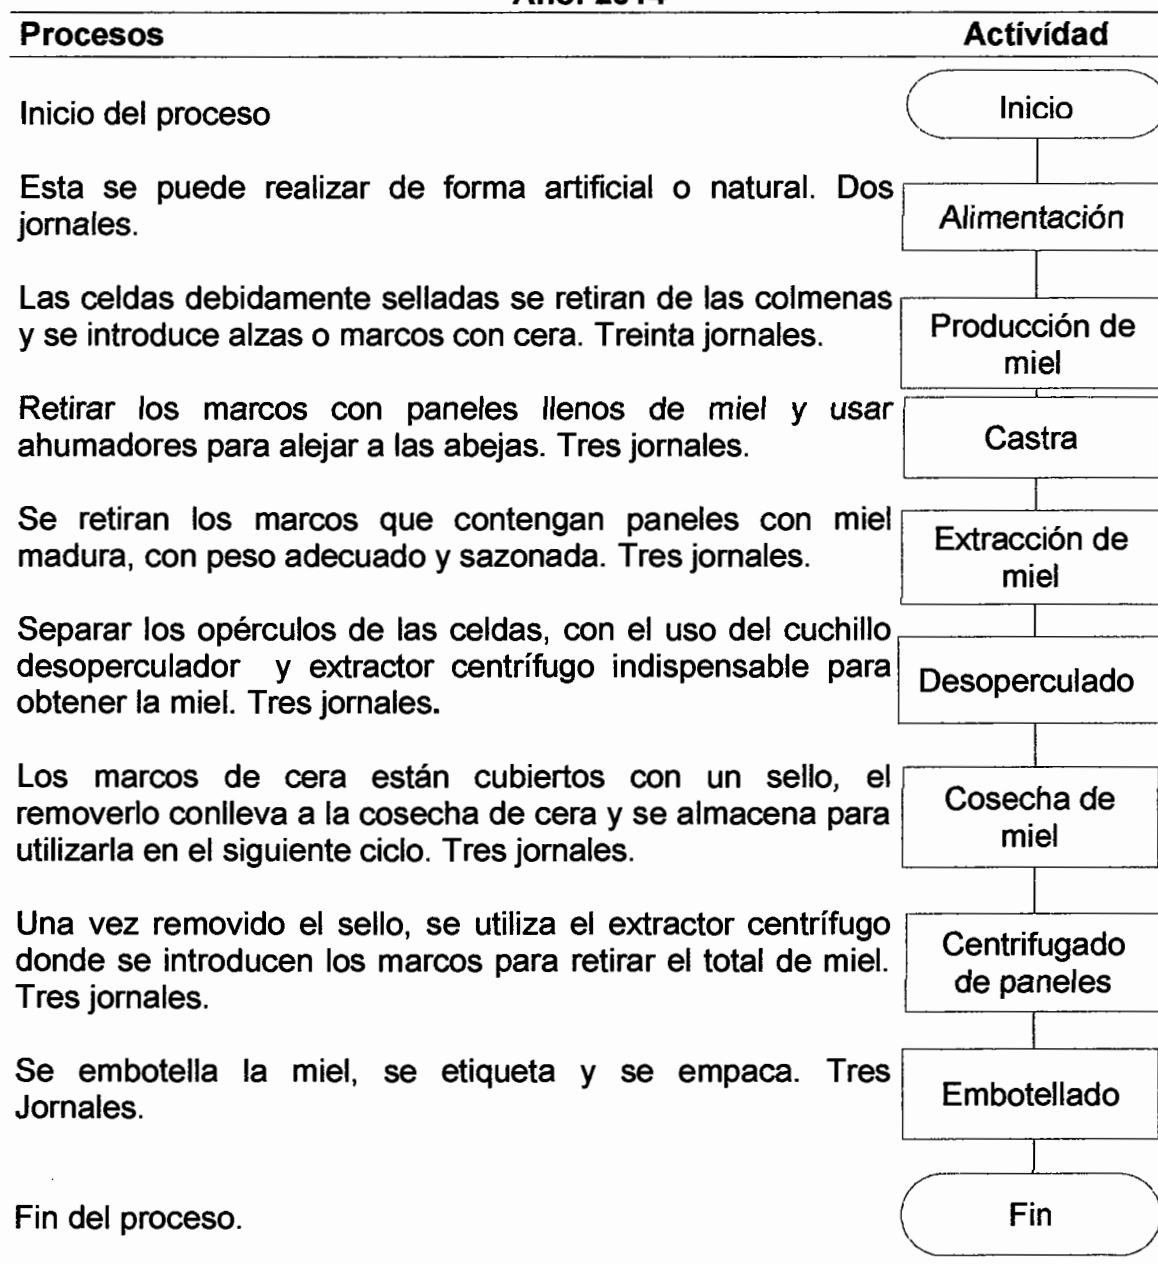 Procesos Actividad
Inicio del proceso
Inicio
Esta se puede realizar de forma artificial o natural. Dos
jornales.
Alimentación
Las celdas debidamente selladas se retiran de las colmenas
y se introduce alzas o marcos con cera. Treinta jornales.
Producción de
miel
Retirar los marcos con paneles llenos de miel y usar
ahumadores para alejar a las abejas. Tres jornales.
Castra
Se retiran los marcos que contengan paneles con miel
madura, con peso adecuado y sazonada. Tres jornales.
Extracción de
miel
Separar los opérculos de las celdas, con el uso del cuchillo
desoperculador y extractor centrífugo indispensable para
obtener la miel. Tres jornales.
Desoperculado
Los marcos de cera están cubiertos con un sello, el
removerlo conlleva a la cosecha de cera y se almacena para
utilizarla en el siguiente ciclo. Tres jornales.
Cosecha de
miel
Una vez removido el sello, se utiliza el extractor centrífugo
donde se introducen los marcos para retirar el total de miel.
Tres jornales.
Centrifugado
de paneles
Se embotella la miel, se etiqueta y se empaca. Tres
Jornales.
Embotellado
Fin del proceso.
Fin